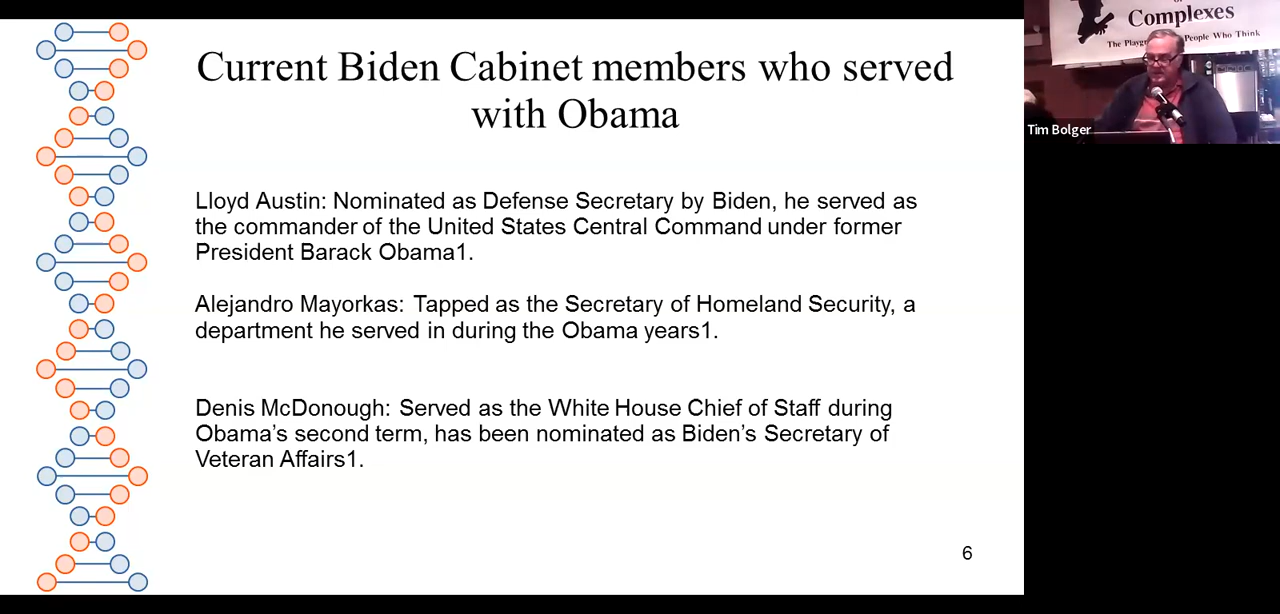 Current Biden Cabinet members who served
with Obama
Lloyd Austin: Nominated as Defense Secretary by Biden, he served as
the commander of the United States Central Command under former
President Barack Obama1.
Alejandro Mayorkas: Tapped as the Secretary of Homeland Security, a
department he served in during the Obama years1.
Denis McDonough: Served as the White House Chief of Staff during
Obama’s second term, has been nominated as Biden’s Secretary of
Veteran Affairs1.
6
Complexes
The People Who Think
Tim Bolger